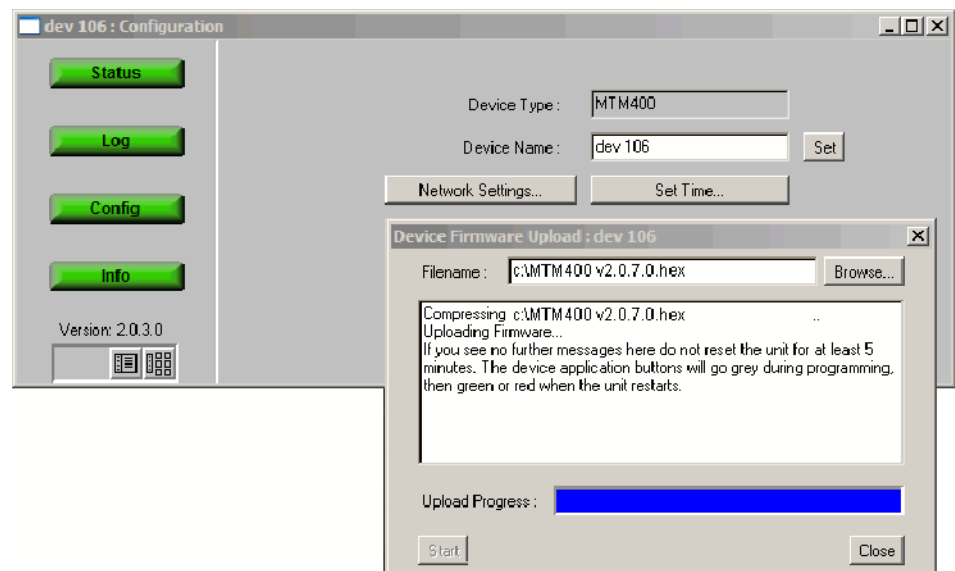 dev 106 : Configuration
Status
Log
Config
Info
Version: 2.0.3.0
Device Type :
MTM400
Device Name :
dev 106
Set
Network Settings...
Set Time...
Device Firmware Upload : dev 106
Filename :
c:\MTM400 v2.0.7.0.hex
Browse...
Compressing c:\MTM400 v2.0.7.0.hex ..
Uploading Firmware...
If you see no further messages here do not reset the unit for at least 5
minutes. The device application buttons will go grey during programming,
then green or red when the unit restarts.
Upload Progress :
Start
Close